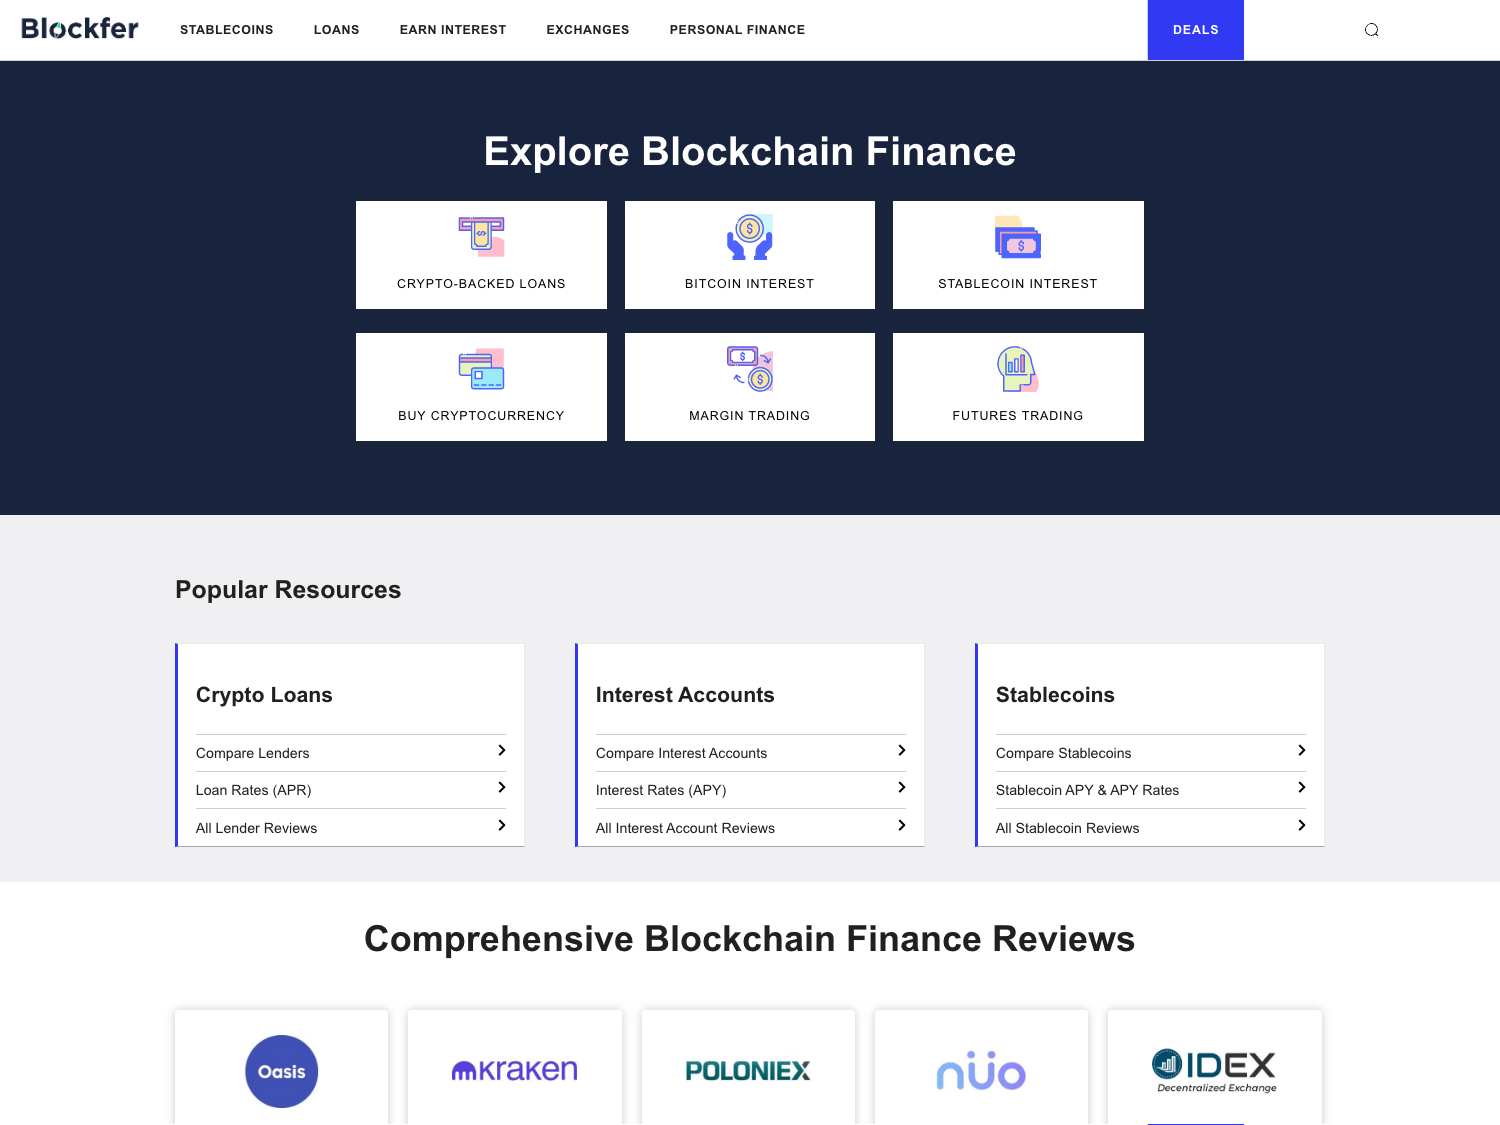 Blockfer
STABLECOINS LOANS EARN INTEREST EXCHANGES PERSONAL FINANCE DEALS
Explore Blockchain Finance
CRYPTO-BACKED LOANS BITCOIN INTEREST STABLECOIN INTEREST
BUY CRYPTOCURRENCY MARGIN TRADING FUTURES TRADING
Popular Resources
Crypto Loans
Compare Lenders
Loan Rates (APR)
All Lender Reviews
Interest Accounts
Compare Interest Accounts
Interest Rates (APY)
All Interest Account Reviews
Stablecoins
Compare Stablecoins
Stablecoin APY & APY Rates
All Stablecoin Reviews
Comprehensive Blockchain Finance Reviews
Oasis
kraken
POLONIEX
nüo
IDEX
Decentralized Exchange